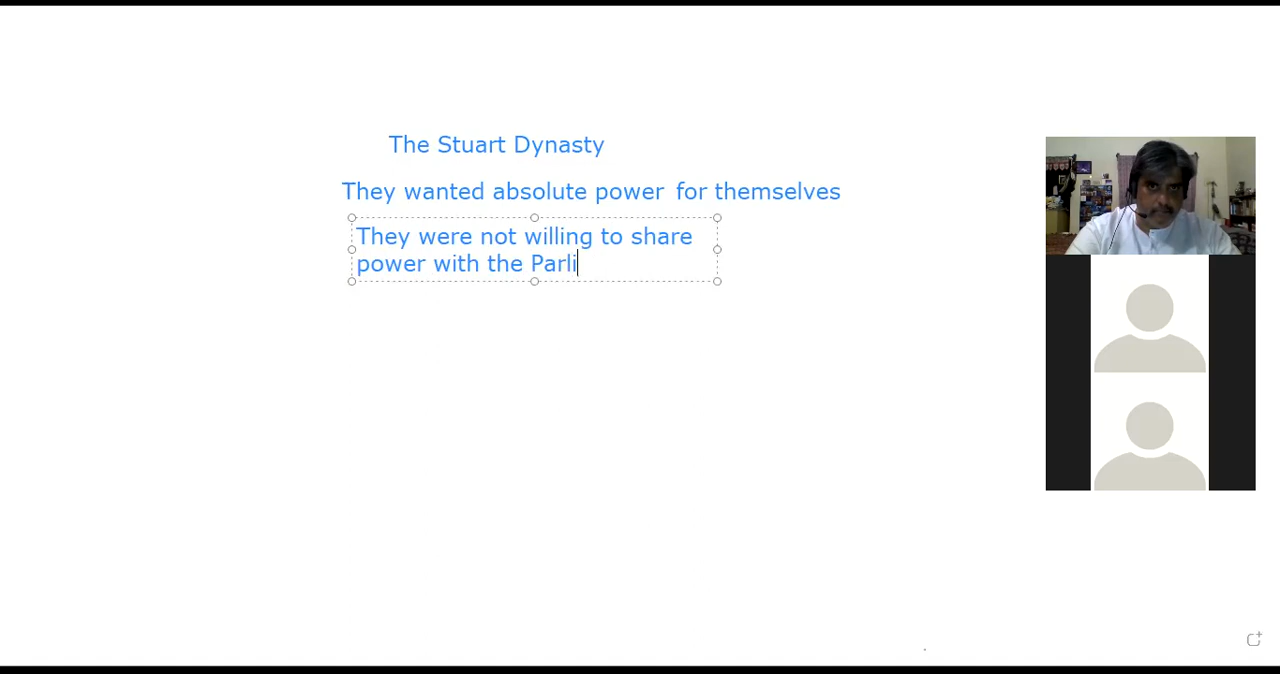 The Stuart Dynasty
They wanted absolute power for themselves
They were not willing to share
power with the Parli